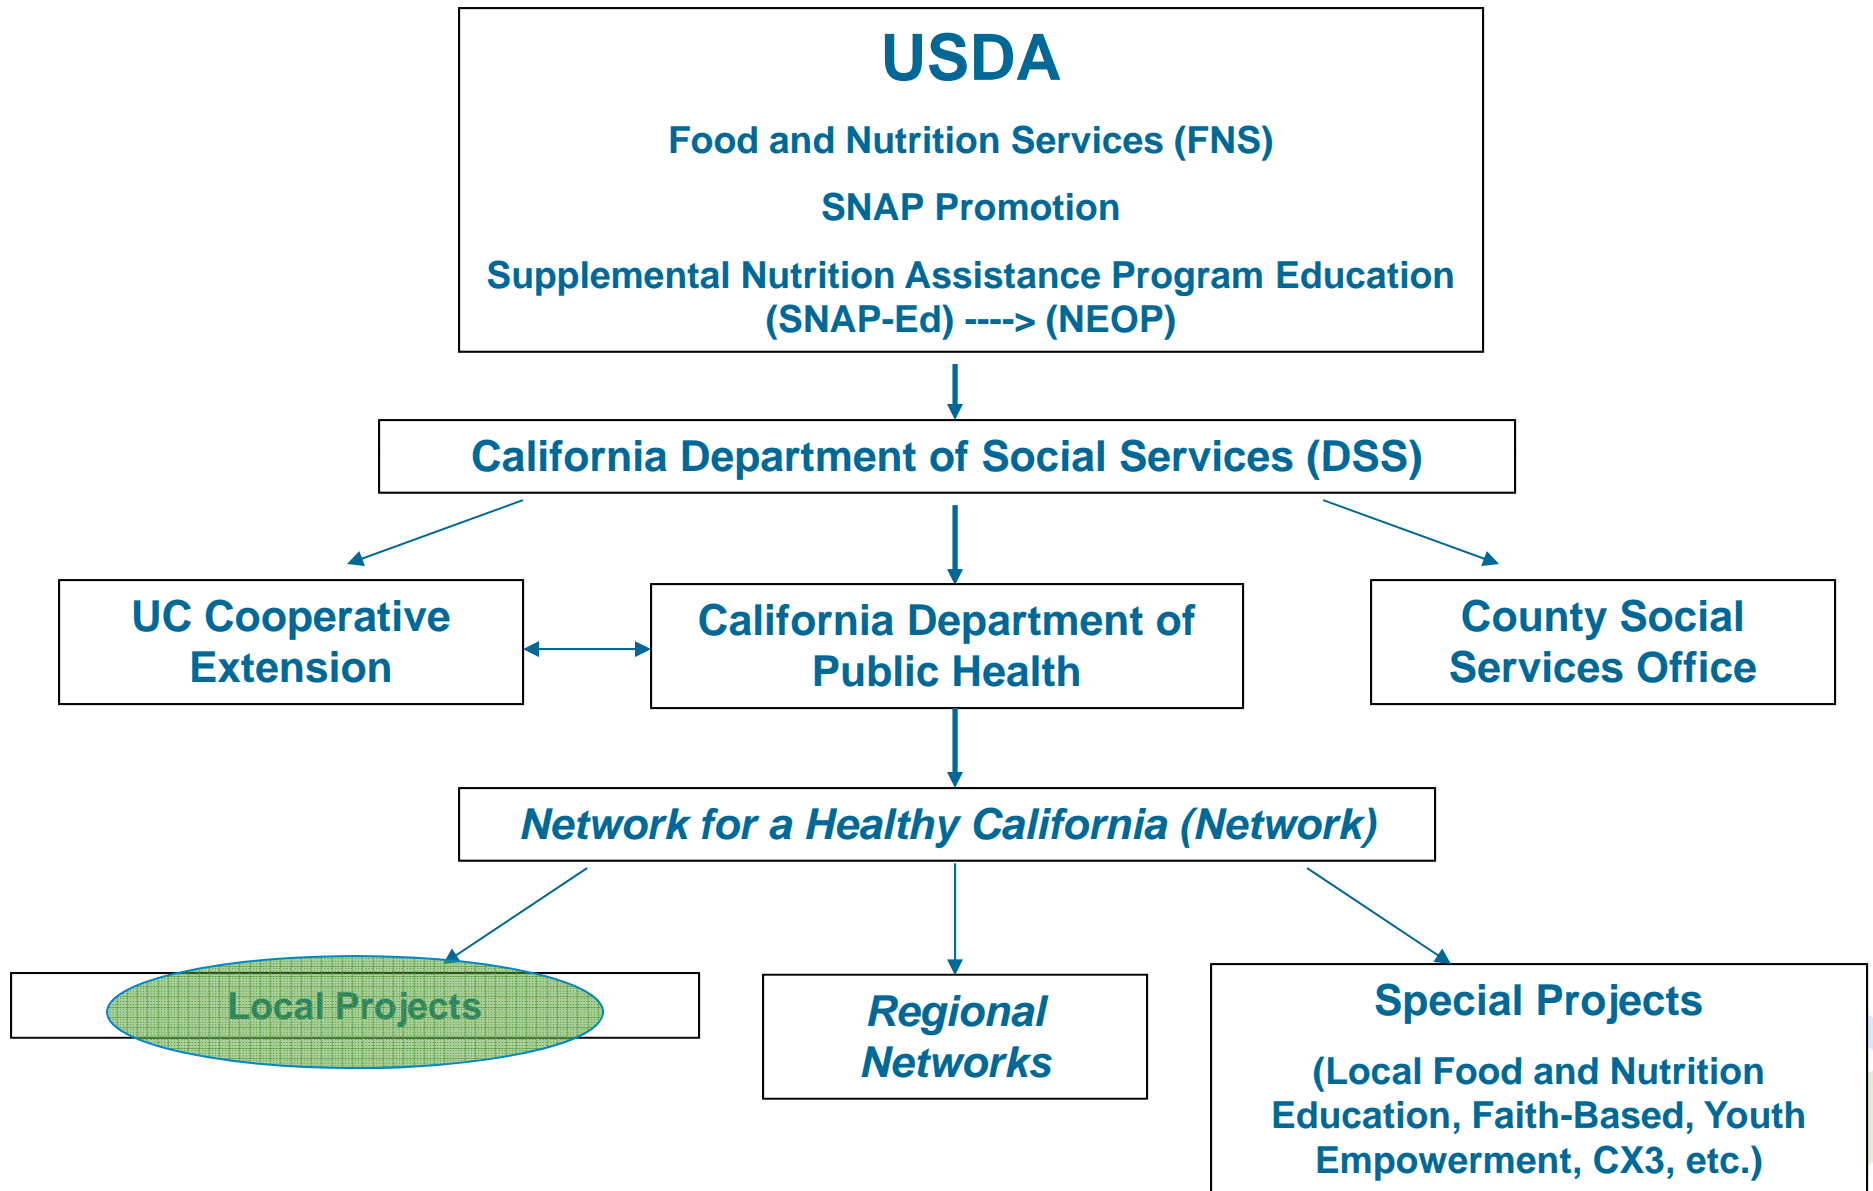 USDA
Food and Nutrition Services (FNS)
SNAP Promotion
Supplemental Nutrition Assistance Program Education
(SNAP-Ed) ----> (NEOP)
California Department of Social Services (DSS)
UC Cooperative
Extension
California Department of
Public Health
County Social
Services Office
Network for a Healthy California (Network)
Local Projects
Regional
Networks
Special Projects
(Local Food and Nutrition
Education, Faith-Based, Youth
Empowerment, CX3, etc.)